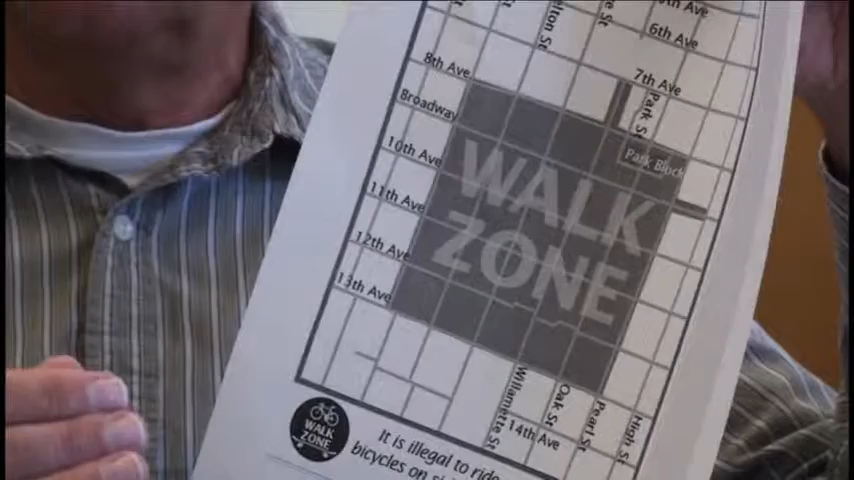 6th Ave
7th Ave
8th Ave
Park St
Broadway
Park Block
10th Ave
WALK
ZONE
11th Ave
12th Ave
13th Ave
Willamette St
Oak St
Pearl St
High St
14th Ave
WALK
ZONE
It is illegal to ride
bicycles on